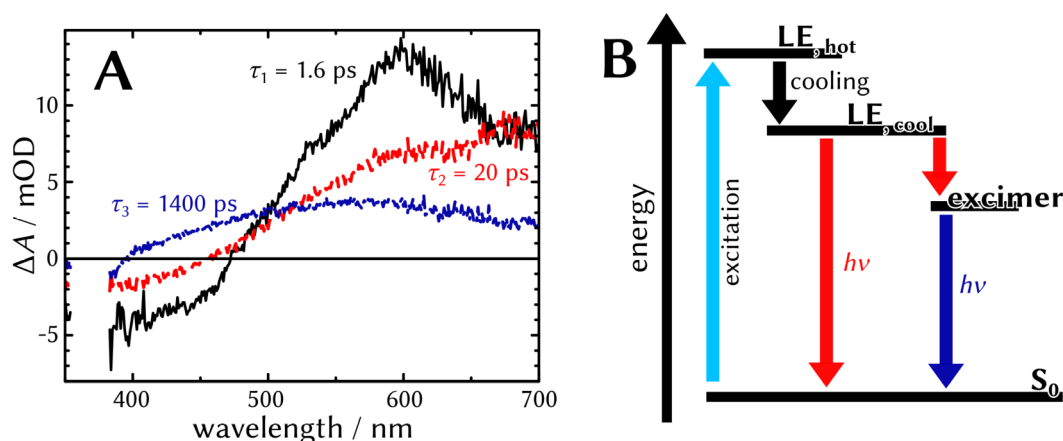 A
τ₁ = 1.6 ps
τ₂ = 20 ps
τ₃ = 1400 ps
ΔA / mOD
10
5
0
-5
400
500
600
700
wavelength / nm
B
energy
LE,hot
cooling
LE,cool
excitation
excimer
hν
hν
S₀